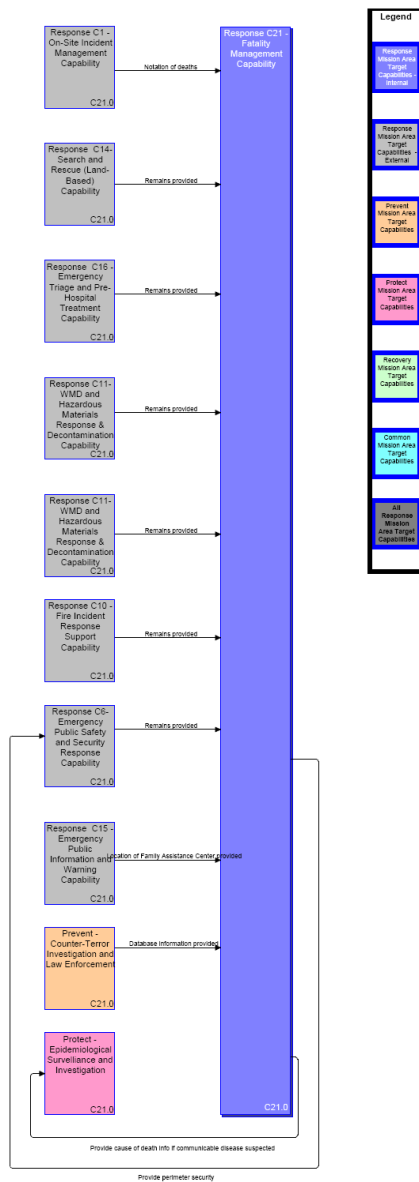 Response C1 -
On-Site Incident
Management
Capability
C21.0
Notation of deaths
Response C21 -
Fatality
Management
Capability
Response C14-
Search and
Rescue (Land-
Based)
Capability
C21.0
Remains provided
Response C16 -
Emergency
Triage and Pre-
Hospital
Treatment
Capability
C21.0
Remains provided
Response C11-
WMD and
Hazardous
Materials
Response &
Decontamination
Capability
C21.0
Remains provided
Response C11-
WMD and
Hazardous
Materials
Response &
Decontamination
Capability
C21.0
Remains provided
Response C10 -
Fire Incident
Response
Support
Capability
C21.0
Remains provided
Response C6-
Emergency
Public Safety
and Security
Response
Capability
C21.0
Remains provided
Response C15 -
Emergency
Public
Information and
Warning
Capability
C21.0
Location of Family Assistance Center provided
Prevent -
Counter-Terror
Investigation and
Law Enforcement
C21.0
Database information provided
Protect -
Epidemiological
Surveillance and
Investigation
C21.0
C21.0
Provide cause of death info if communicable disease suspected
Provide perimeter security
Legend
Response
Mission Area
Target
Capabilities -
Internal
Response
Mission Area
Target
Capabilities -
External
Prevent
Mission Area
Target
Capabilities
Protect
Mission Area
Target
Capabilities
Recovery
Mission Area
Target
Capabilities
Common
Mission Area
Target
Capabilities
All
Response
Mission
Area Target
Capabilities